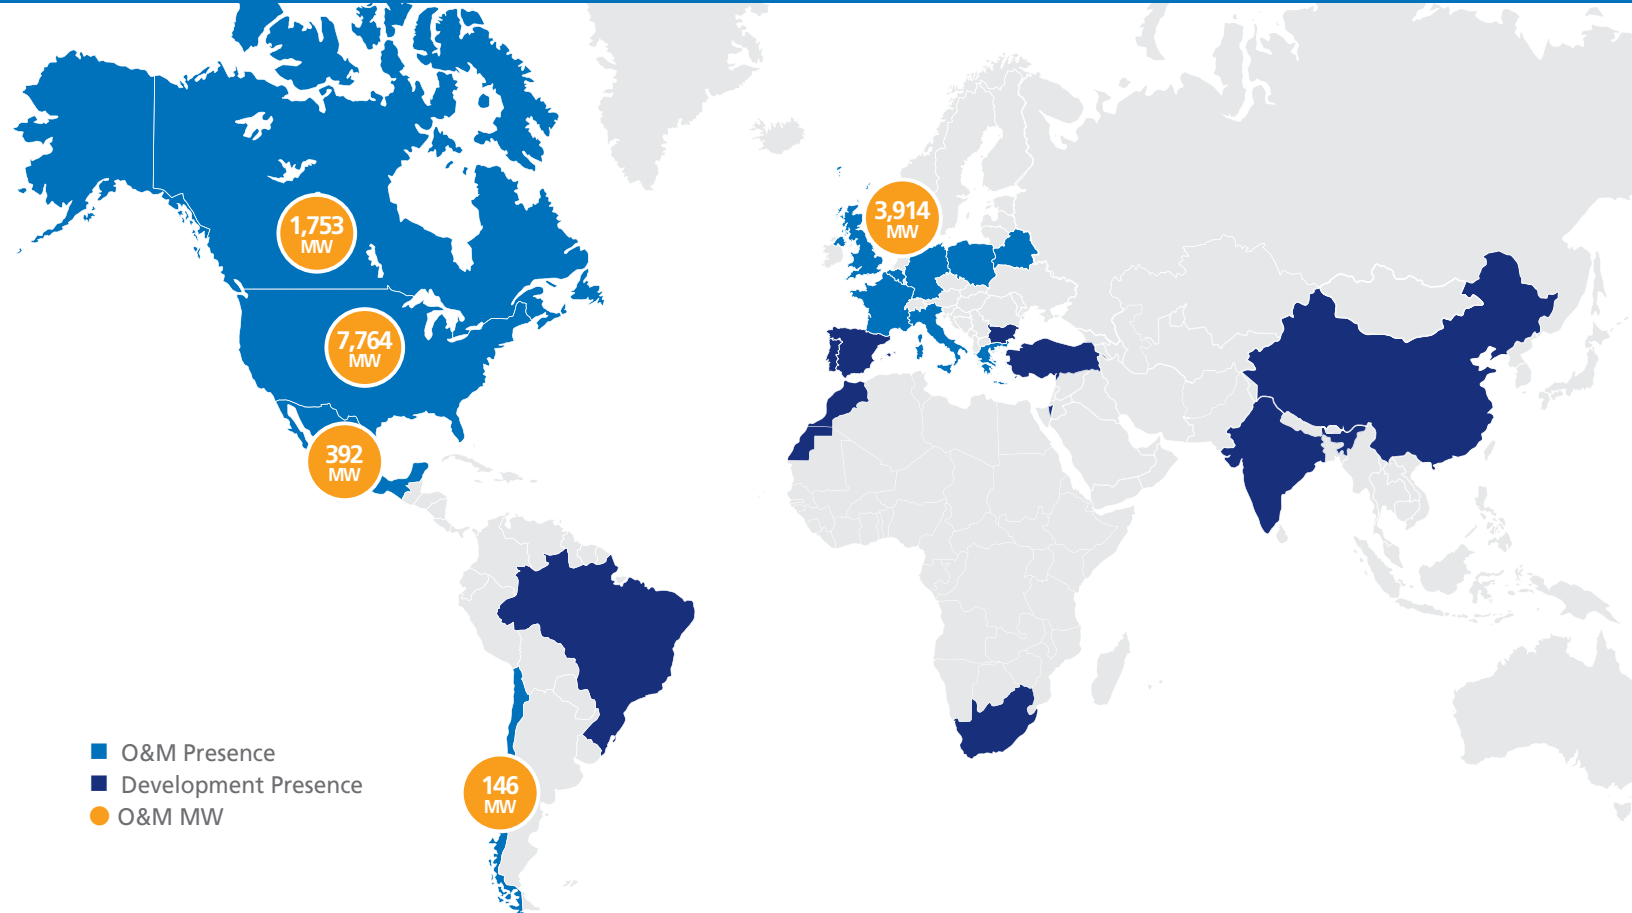 1,753
MW
3,914
MW
7,764
MW
392
MW
146
MW
O&M Presence
Development Presence
O&M MW